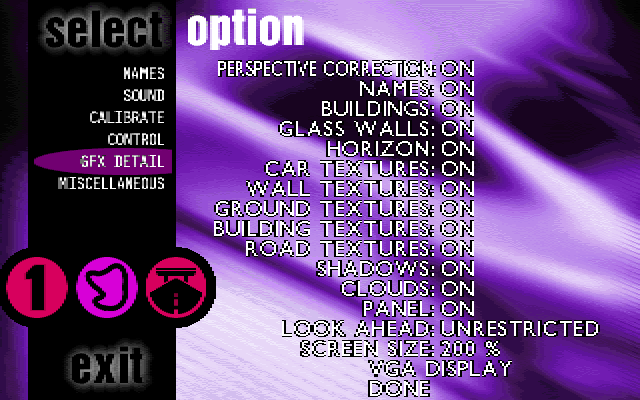 select option
NAMES
SOUND
CALIBRATE
CONTROL
GFX DETAIL
MISCELLANEOUS
1
exit
PERSPECTIVE CORRECTION: ON
NAMES: ON
BUILDINGS: ON
GLASS WALLS: ON
HORIZON: ON
CAR TEXTURES: ON
WALL TEXTURES: ON
GROUND TEXTURES: ON
BUILDING TEXTURES: ON
ROAD TEXTURES: ON
SHADOWS: ON
CLOUDS: ON
PANEL: ON
LOOK AHEAD: UNRESTRICTED
SCREEN SIZE: 200 %
VGA DISPLAY
DONE